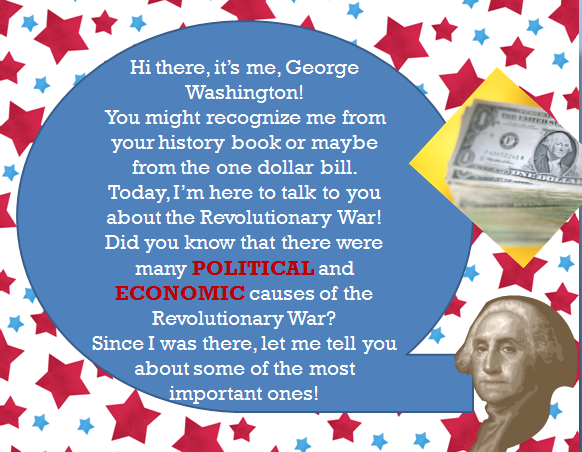 Hi there, it's me, George
Washington!
You might recognize me from
your history book or maybe
from the one dollar bill.
Today, I'm here to talk to you
about the Revolutionary War!
Did you know that there were
many POLITICAL and
ECONOMIC causes of the
Revolutionary War?
Since I was there, let me tell you
about some of the most
important ones!
ONE DOLLAR